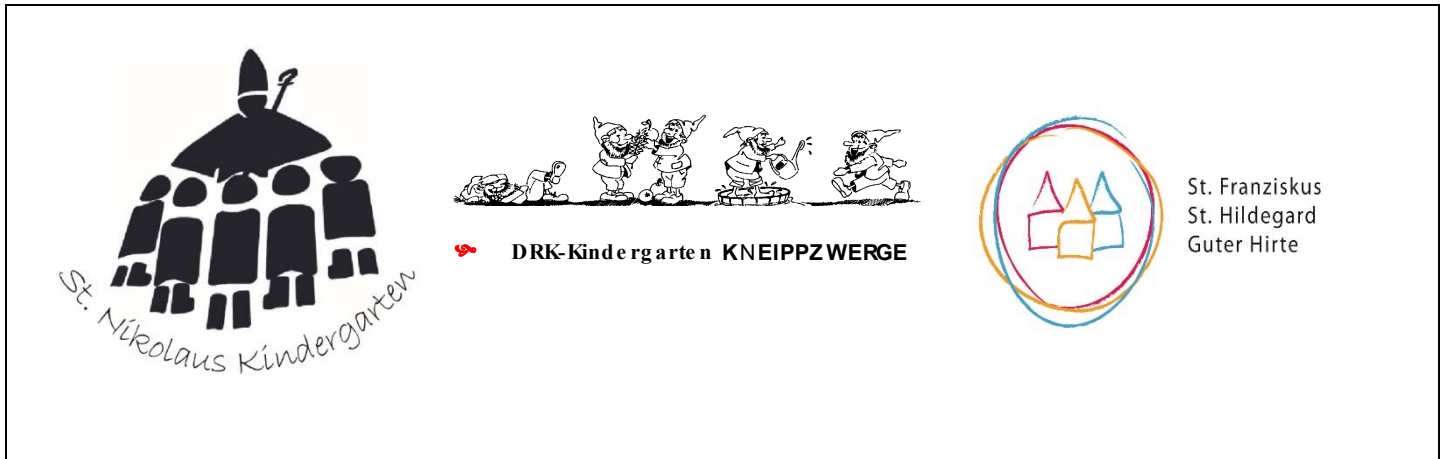 St. Nikolaus Kindergarten
DRK-Kindergarten KNEIPPZWERGE
St. Franziskus
St. Hildegard
Guter Hirte